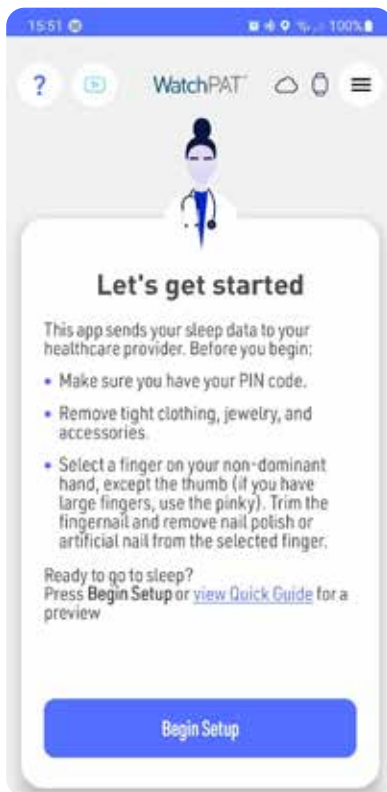 15:51
100%
?
WatchPAT™
Let's get started
This app sends your sleep data to your
healthcare provider. Before you begin:
• Make sure you have your PIN code.
• Remove tight clothing, jewelry, and
accessories.
• Select a finger on your non-dominant
hand, except the thumb (if you have
large fingers, use the pinky). Trim the
fingernail and remove nail polish or
artificial nail from the selected finger.
Ready to go to sleep?
Press Begin Setup or view Quick Guide for a
preview
Begin Setup